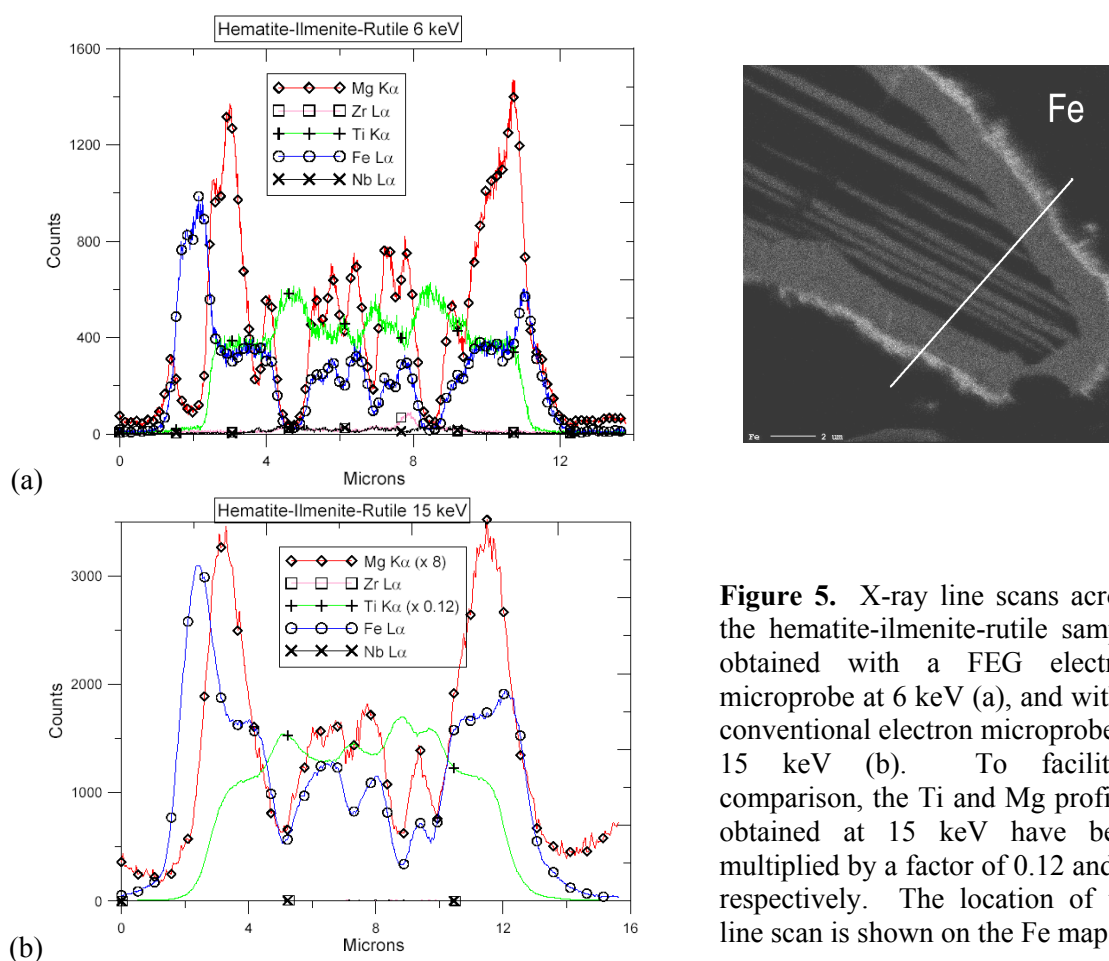 Hematite-Ilmenite-Rutile 6 keV
1600
1200
800
400
0
Counts
Mg Kα
Zr Lα
Ti Kα
Fe Lα
Nb Lα
0 4 8 12
Microns
(a)
Fe
Fe 2 um
Hematite-Ilmenite-Rutile 15 keV
3000
2000
1000
0
Counts
Mg Kα (x 8)
Zr Lα
Ti Kα (x 0.12)
Fe Lα
Nb Lα
0 4 8 12 16
Microns
(b)
Figure 5. X-ray line scans acro
the hematite-ilmenite-rutile samp
obtained with a FEG electr
microprobe at 6 keV (a), and with
conventional electron microprobe
15 keV (b). To facilit
comparison, the Ti and Mg profi
obtained at 15 keV have be
multiplied by a factor of 0.12 and
respectively. The location of
line scan is shown on the Fe map